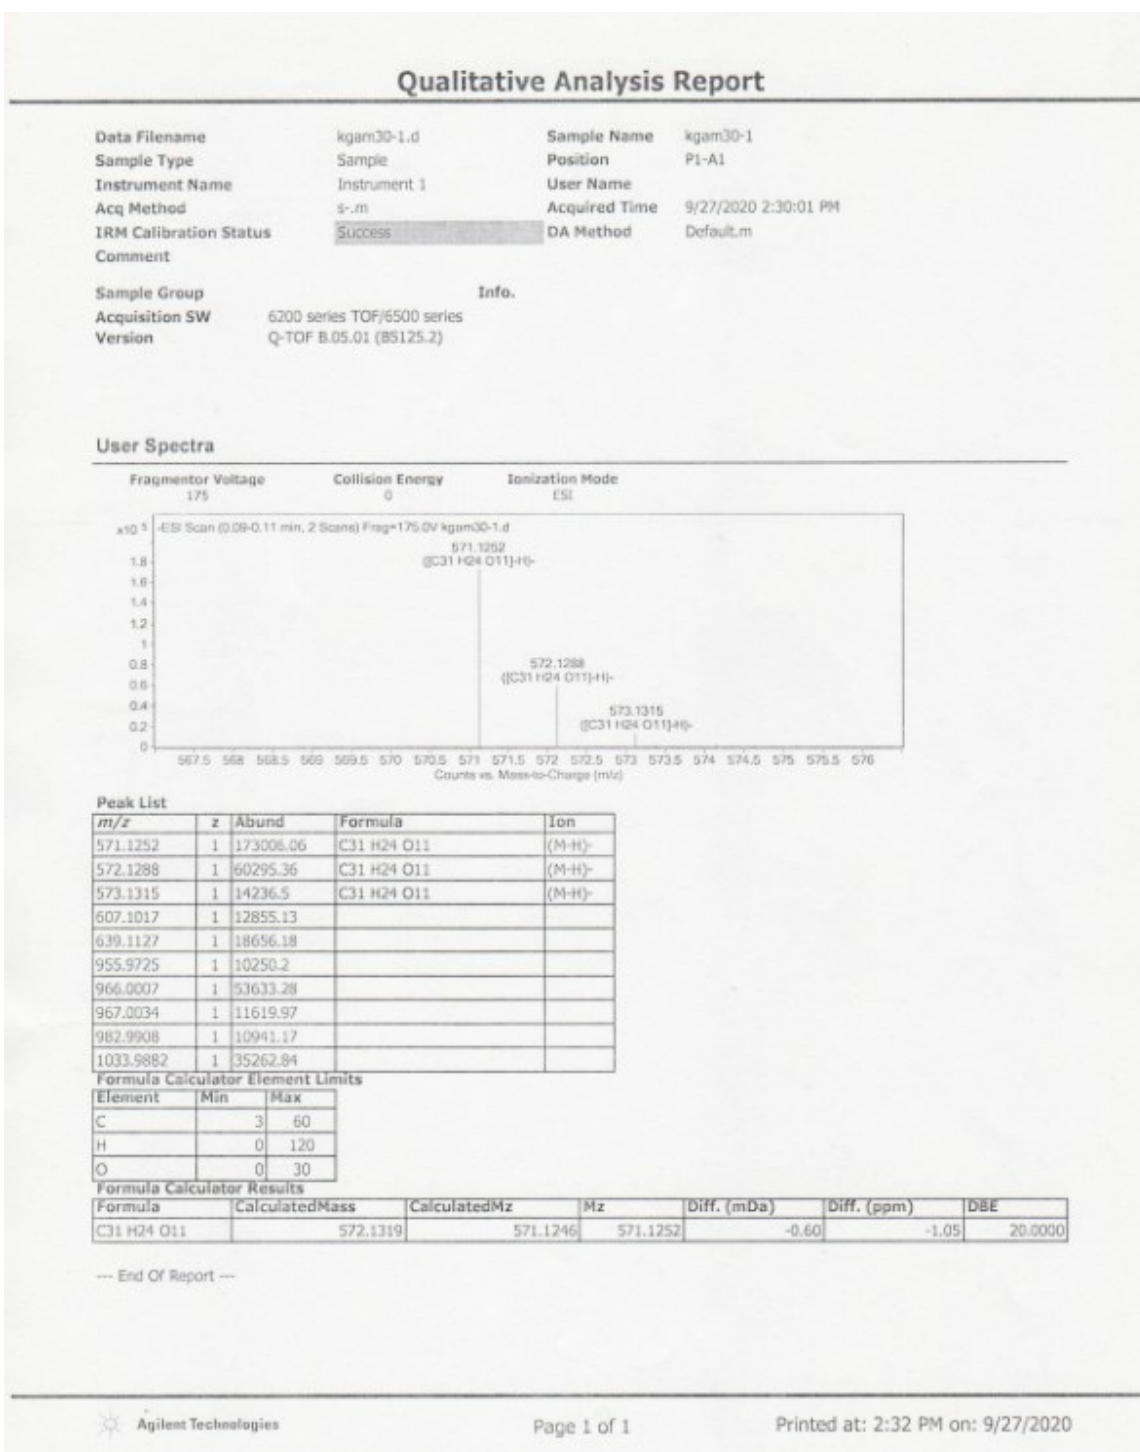 Qualitative Analysis Report
Data Filename kgam30-1.d Sample Name kgam30-1
Sample Type Sample Position P1-A1
Instrument Name Instrument 1 User Name
Acq Method s-.m Acquired Time 9/27/2020 2:30:01 PM
IRM Calibration Status Success DA Method Default.m
Comment
Sample Group Info.
Acquisition SW 6200 series TOF/6500 series
Version Q-TOF B.05.01 (B5125.2)
User Spectra
Fragmentor Voltage Collision Energy Ionization Mode
175 0 ESI
x10 5 -ESI Scan (0.09-0.11 min, 2 Scans) Frag=175.0V kgam30-1.d
571.1252
([C31 H24 O11]-H)-
1.8
1.6
1.4
1.2
1
0.8
572.1288
([C31 H24 O11]-H)-
0.6
0.4
573.1315
([C31 H24 O11]-H)-
0.2
0
567.5 568 568.5 569 569.5 570 570.5 571 571.5 572 572.5 573 573.5 574 574.5 575 575.5 576
Counts vs. Mass-to-Charge (m/z)
Peak List
m/z z Abund Formula Ion
571.1252 1 173006.06 C31 H24 O11 (M-H)-
572.1288 1 60295.36 C31 H24 O11 (M-H)-
573.1315 1 14236.5 C31 H24 O11 (M-H)-
607.1017 1 12855.13
639.1127 1 18656.18
955.9725 1 10250.2
966.0007 1 53633.28
967.0034 1 11619.97
982.9908 1 10941.17
1033.9882 1 35262.84
Formula Calculator Element Limits
Element Min Max
C 3 60
H 0 120
O 0 30
Formula Calculator Results
Formula CalculatedMass CalculatedMz Mz Diff. (mDa) Diff. (ppm) DBE
C31 H24 O11 572.1319 571.1246 571.1252 -0.60 -1.05 20.0000
--- End Of Report ---
Agilent Technologies Page 1 of 1 Printed at: 2:32 PM on: 9/27/2020